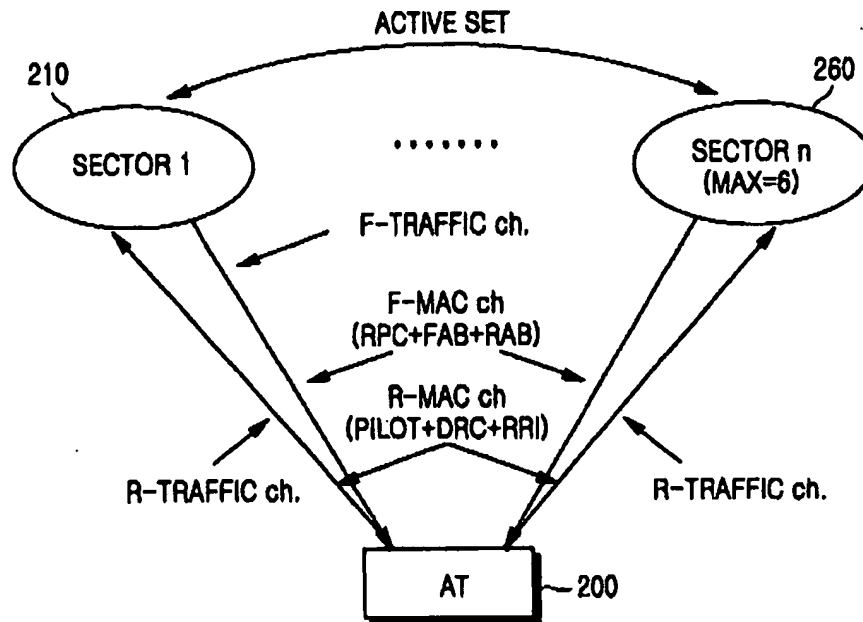 ACTIVE SET
210
260
SECTOR 1
.......
SECTOR n
(MAX=6)
F-TRAFFIC ch.
F-MAC ch
(RPC+FAB+RAB)
R-MAC ch
(PILOT+DRC+RRI)
R-TRAFFIC ch.
R-TRAFFIC ch.
AT
200